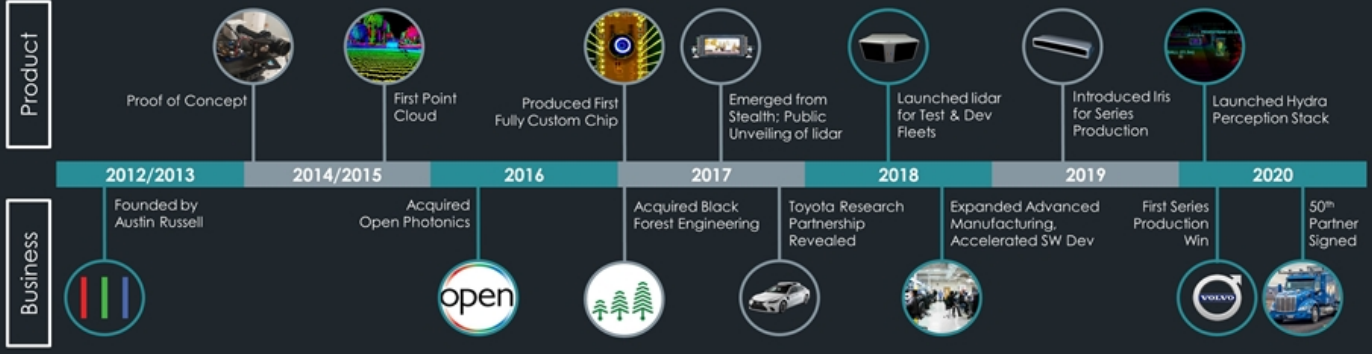 Product
Proof of Concept
First Point
Cloud
Produced First
Fully Custom Chip
Emerged from
Stealth; Public
Unveiling of lidar
Launched lidar
for Test & Dev
Fleets
Introduced Iris
for Series
Production
Launched Hydra
Perception Stack
2012/2013
2014/2015
2016
2017
2018
2019
2020
Business
Founded by
Austin Russell
Acquired
Open Photonics
open
Acquired Black
Forest Engineering
Toyota Research
Partnership
Revealed
Expanded Advanced
Manufacturing,
Accelerated SW Dev
First Series
Production
Win
VOLVO
50th
Partner
Signed